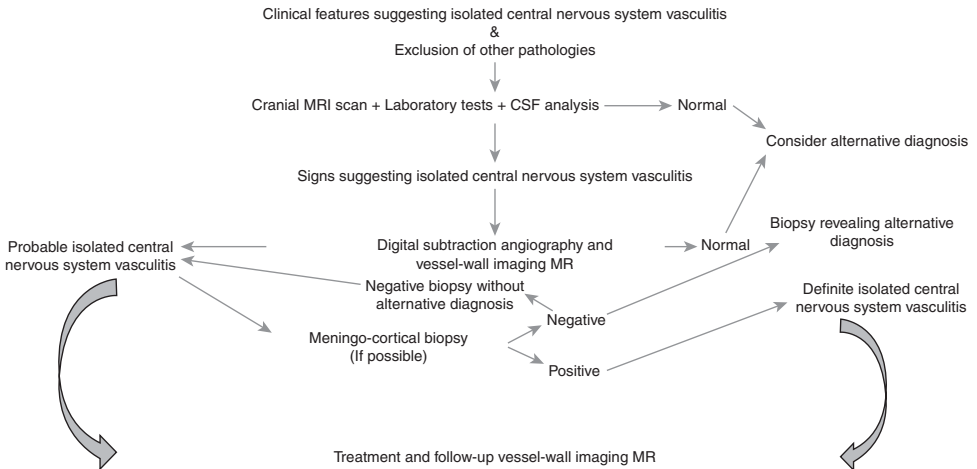 Clinical features suggesting isolated central nervous system vasculitis
&
Exclusion of other pathologies
Cranial MRI scan + Laboratory tests + CSF analysis
Normal
Consider alternative diagnosis
Signs suggesting isolated central nervous system vasculitis
Probable isolated central
nervous system vasculitis
Digital subtraction angiography and
vessel-wall imaging MR
Normal
Biopsy revealing alternative
diagnosis
Negative biopsy without
alternative diagnosis
Definite isolated central
nervous system vasculitis
Meningo-cortical biopsy
(If possible)
Negative
Positive
Treatment and follow-up vessel-wall imaging MR